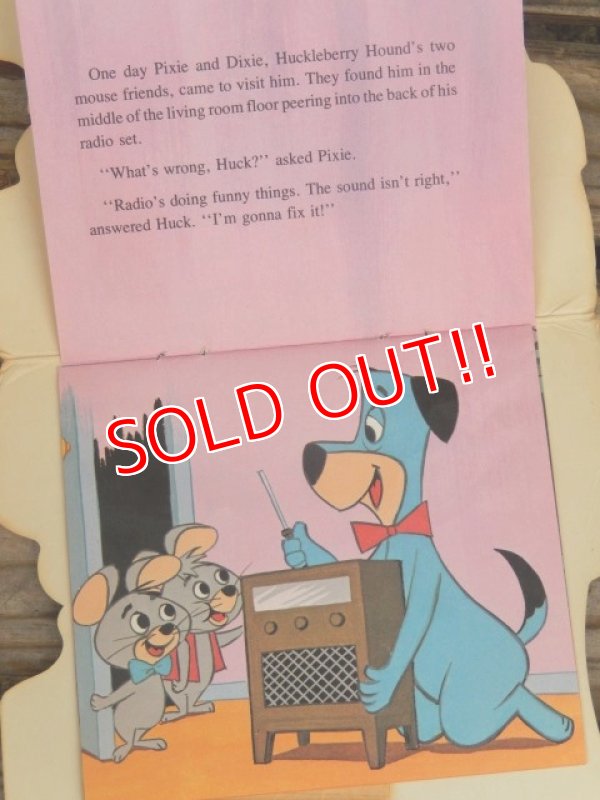 One day Pixie and Dixie, Huckleberry Hound's two
mouse friends, came to visit him. They found him in the
middle of the living room floor peering into the back of his
radio set.
"What's wrong, Huck?" asked Pixie.
"Radio's doing funny things. The sound isn't right,"
answered Huck. "I'm gonna fix it!"
SOLD OUT!!